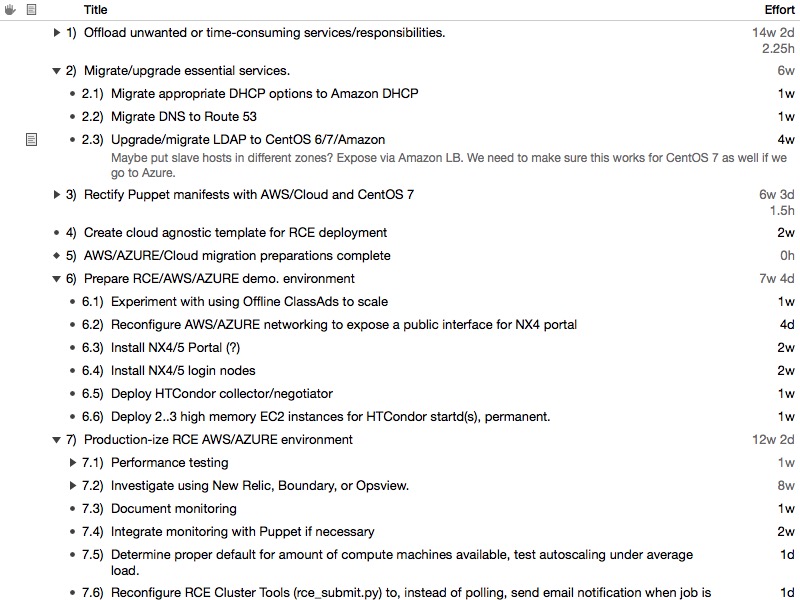 Title Effort
1) Offload unwanted or time-consuming services/responsibilities. 14w 2d
2.25h
2) Migrate/upgrade essential services. 6w
2.1) Migrate appropriate DHCP options to Amazon DHCP 1w
2.2) Migrate DNS to Route 53 1w
2.3) Upgrade/migrate LDAP to CentOS 6/7/Amazon 4w
Maybe put slave hosts in different zones? Expose via Amazon LB. We need to make sure this works for CentOS 7 as well if we
go to Azure.
3) Rectify Puppet manifests with AWS/Cloud and CentOS 7 6w 3d
1.5h
4) Create cloud agnostic template for RCE deployment 2w
5) AWS/AZURE/Cloud migration preparations complete 0h
6) Prepare RCE/AWS/AZURE demo. environment 7w 4d
6.1) Experiment with using Offline ClassAds to scale 1w
6.2) Reconfigure AWS/AZURE networking to expose a public interface for NX4 portal 4d
6.3) Install NX4/5 Portal (?) 2w
6.4) Install NX4/5 login nodes 2w
6.5) Deploy HTCondor collector/negotiator 1w
6.6) Deploy 2..3 high memory EC2 instances for HTCondor startd(s), permanent. 1w
7) Production-ize RCE AWS/AZURE environment 12w 2d
7.1) Performance testing 1w
7.2) Investigate using New Relic, Boundary, or Opsview. 8w
7.3) Document monitoring 1w
7.4) Integrate monitoring with Puppet if necessary 2w
7.5) Determine proper default for amount of compute machines available, test autoscaling under average 1d
load.
7.6) Reconfigure RCE Cluster Tools (rce_submit.py) to, instead of polling, send email notification when job is 1d